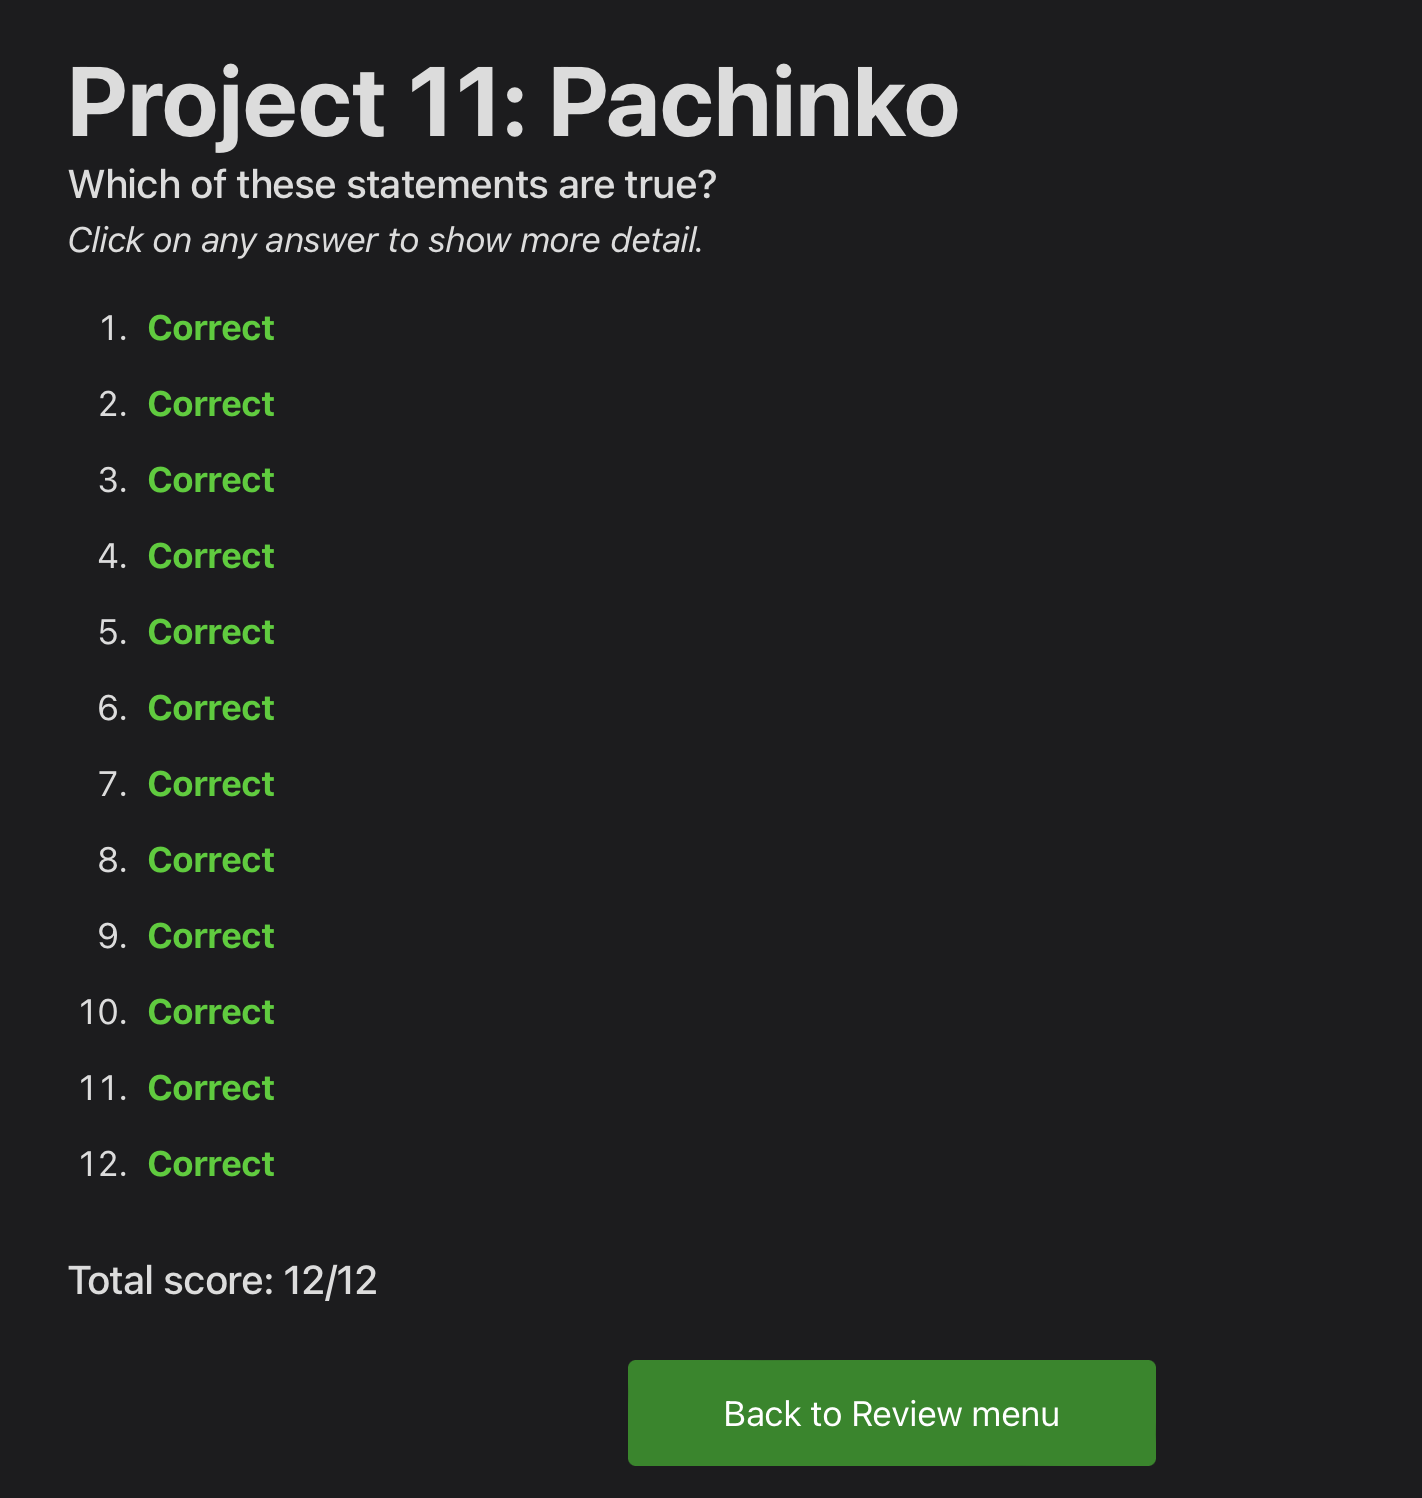 Project 11: Pachinko
Which of these statements are true?
Click on any answer to show more detail.
1. Correct
2. Correct
3. Correct
4. Correct
5. Correct
6. Correct
7. Correct
8. Correct
9. Correct
10. Correct
11. Correct
12. Correct
Total score: 12/12
Back to Review menu